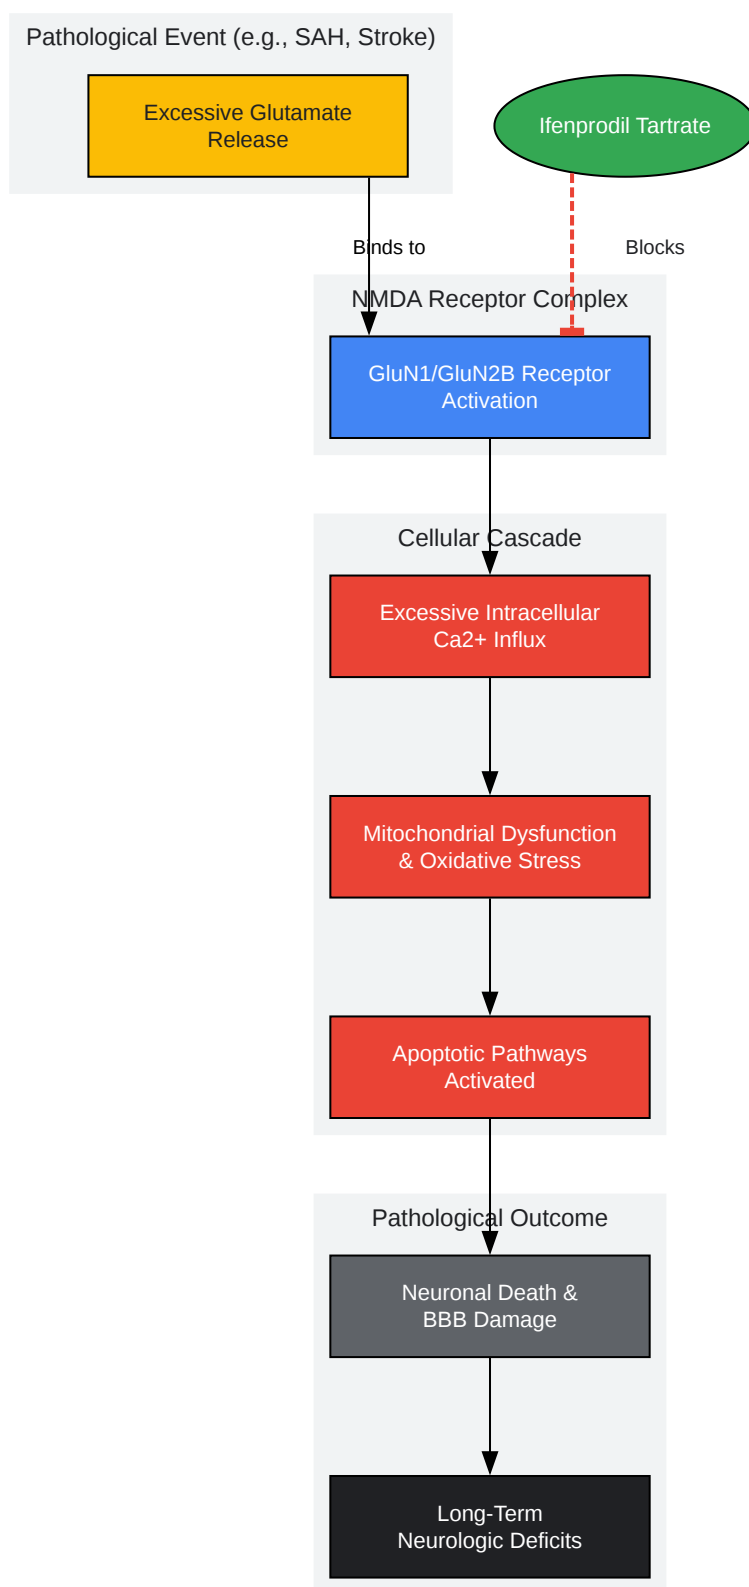 Pathological Event (e.g., SAH, Stroke)
Excessive Glutamate
Release
Ifenprodil Tartrate
Binds to
Blocks
NMDA Receptor Complex
GluN1/GluN2B Receptor
Activation
Cellular Cascade
Excessive Intracellular
Ca2+ Influx
Mitochondrial Dysfunction
& Oxidative Stress
Apoptotic Pathways
Activated
Pathological Outcome
Neuronal Death &
BBB Damage
Long-Term
Neurologic Deficits